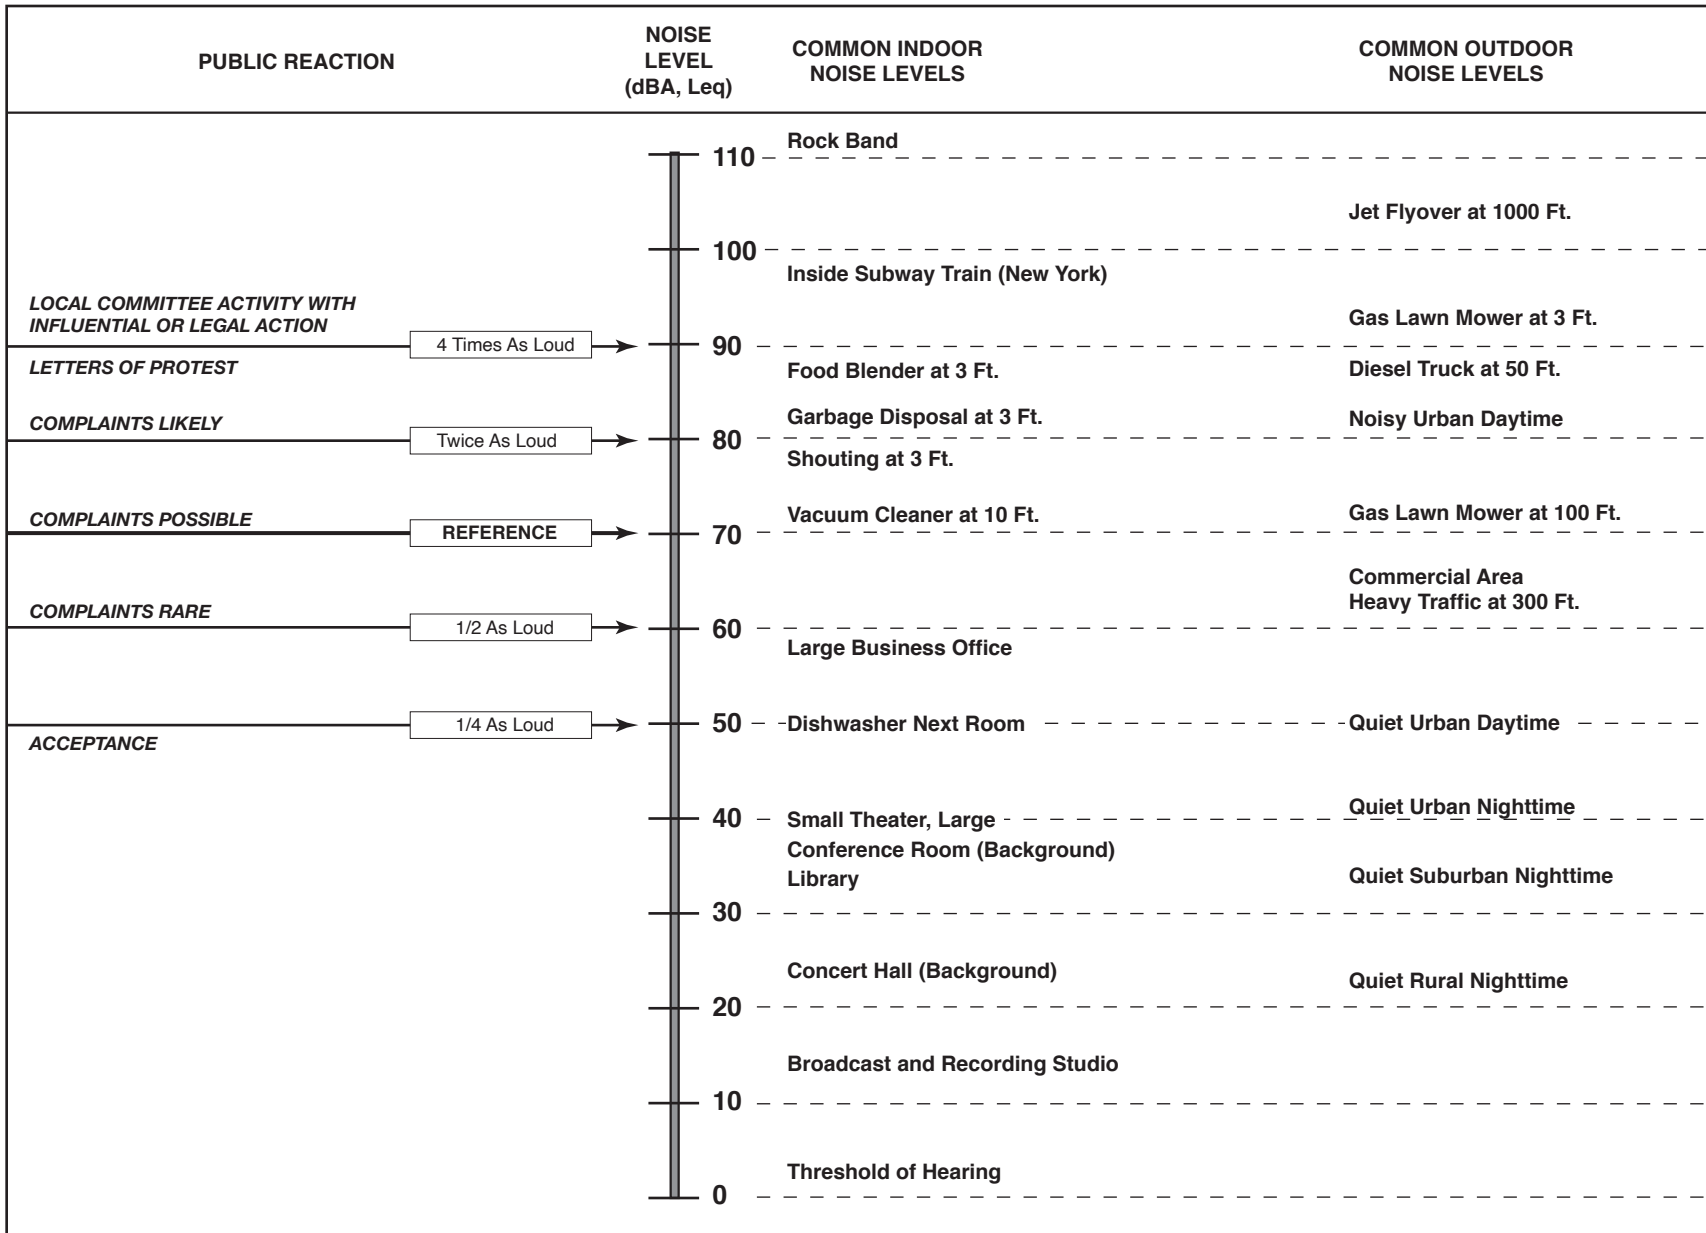 PUBLIC REACTION
NOISE
LEVEL
(dBA, Leq)
COMMON INDOOR
NOISE LEVELS
COMMON OUTDOOR
NOISE LEVELS
Rock Band
110
Jet Flyover at 1000 Ft.
100
Inside Subway Train (New York)
LOCAL COMMITTEE ACTIVITY WITH
INFLUENTIAL OR LEGAL ACTION
Gas Lawn Mower at 3 Ft.
4 Times As Loud
90
LETTERS OF PROTEST
Food Blender at 3 Ft.
Diesel Truck at 50 Ft.
COMPLAINTS LIKELY
Garbage Disposal at 3 Ft.
Noisy Urban Daytime
Twice As Loud
80
Shouting at 3 Ft.
COMPLAINTS POSSIBLE
Vacuum Cleaner at 10 Ft.
Gas Lawn Mower at 100 Ft.
REFERENCE
70
Commercial Area
Heavy Traffic at 300 Ft.
COMPLAINTS RARE
1/2 As Loud
60
Large Business Office
1/4 As Loud
50
Dishwasher Next Room
Quiet Urban Daytime
ACCEPTANCE
Quiet Urban Nighttime
40
Small Theater, Large
Conference Room (Background)
Library
Quiet Suburban Nighttime
30
Concert Hall (Background)
Quiet Rural Nighttime
20
Broadcast and Recording Studio
10
Threshold of Hearing
0